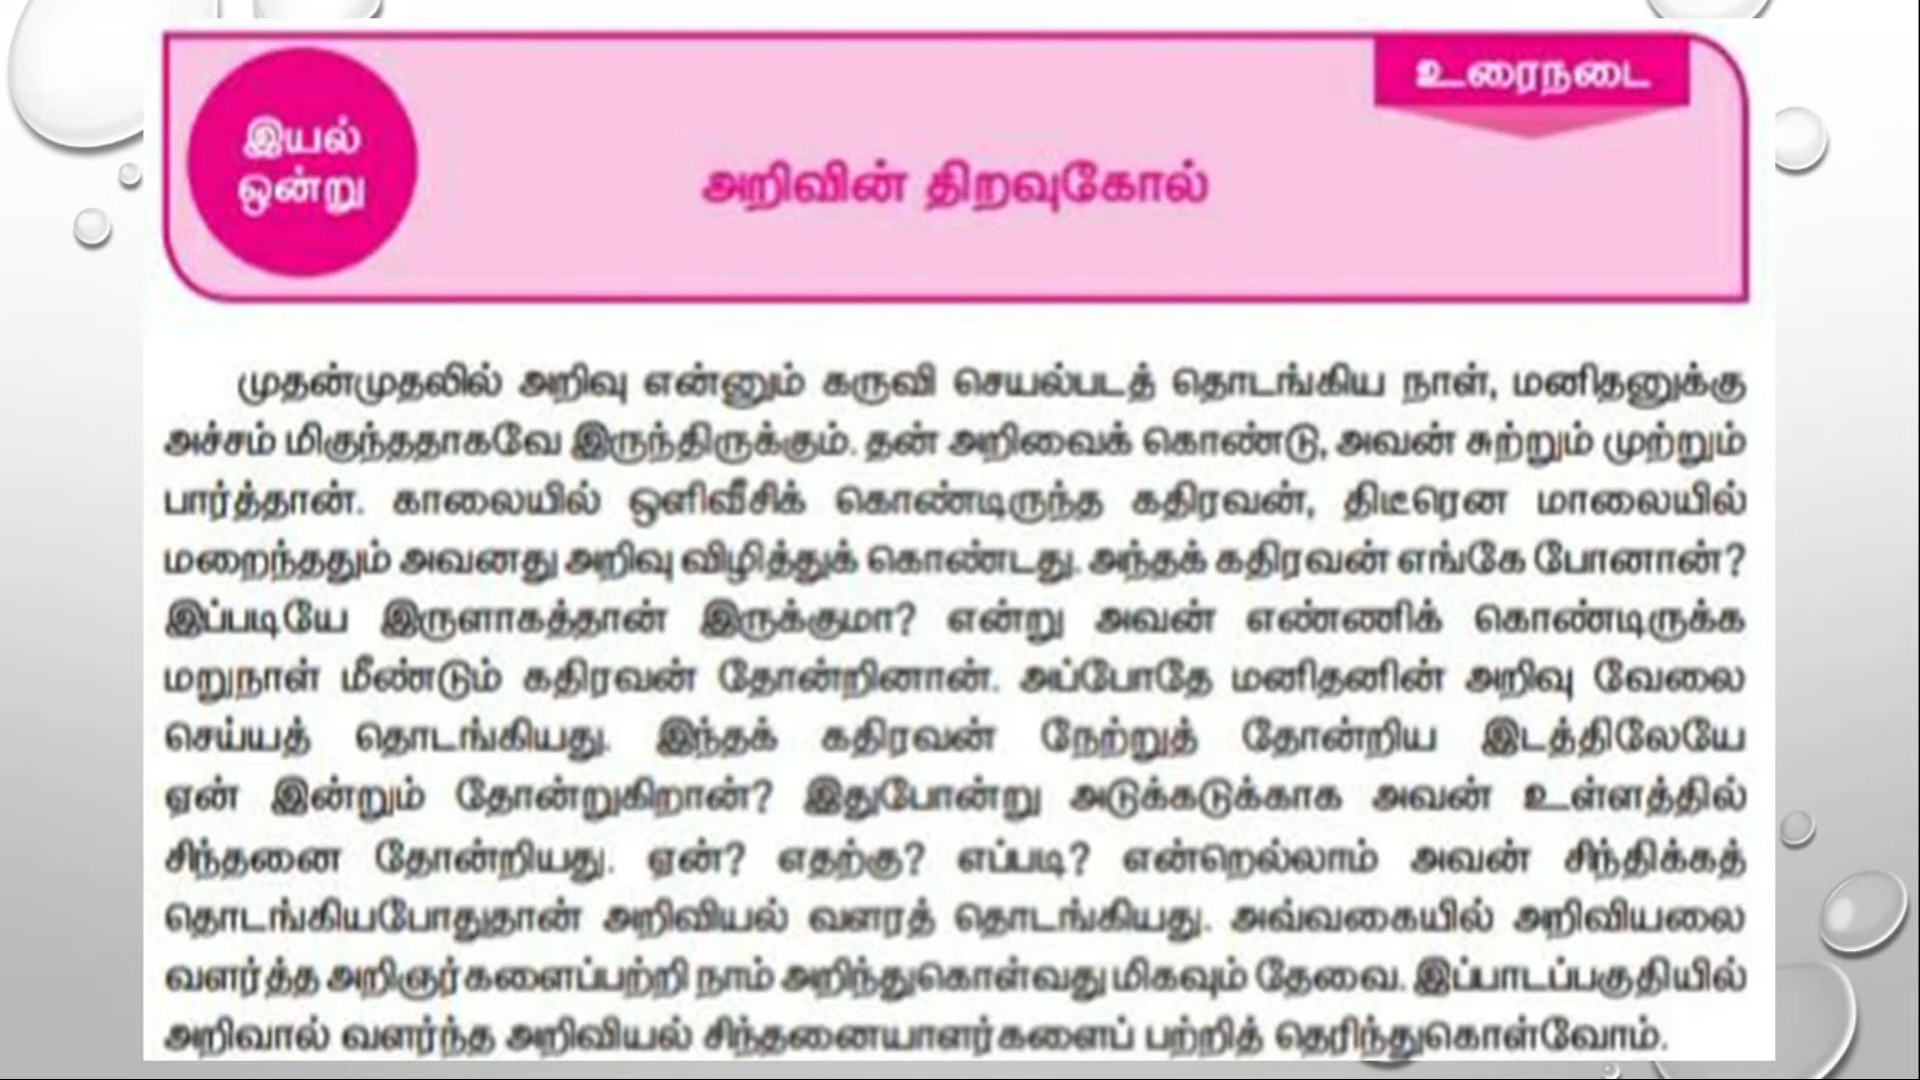 உரைநடை
இயல்
ஒன்று
அறிவின் திறவுகோல்
முதன்முதலில் அறிவு என்னும் கருவி செயல்படத் தொடங்கிய நாள், மனிதனுக்கு
அச்சம் மிகுந்ததாகவே இருந்திருக்கும். தன் அறிவைக் கொண்டு, அவன் சுற்றும் முற்றும்
பார்த்தான். காலையில் ஒளிவீசிக் கொண்டிருந்த கதிரவன், திடீரென மாலையில்
மறைந்ததும் அவனது அறிவு விழித்துக் கொண்டது. அந்தக் கதிரவன் எங்கே போனான்?
இப்படியே இருளாகத்தான் இருக்குமா? என்று அவன் எண்ணிக் கொண்டிருக்க
மறுநாள் மீண்டும் கதிரவன் தோன்றினான். அப்போதே மனிதனின் அறிவு வேலை
செய்யத் தொடங்கியது. இந்தக் கதிரவன் நேற்றுத் தோன்றிய இடத்திலேயே
ஏன் இன்றும் தோன்றுகிறான்? இதுபோன்று அடுக்கடுக்காக அவன் உள்ளத்தில்
சிந்தனை தோன்றியது. ஏன்? எதற்கு? எப்படி? என்றெல்லாம் அவன் சிந்திக்கத்
தொடங்கியபோதுதான் அறிவியல் வளரத் தொடங்கியது. அவ்வகையில் அறிவியலை
வளர்த்த அறிஞர்களைப்பற்றி நாம் அறிந்துகொள்வது மிகவும் தேவை. இப்பாடப்பகுதியில்
அறிவால் வளர்ந்த அறிவியல் சிந்தனையாளர்களைப் பற்றித் தெரிந்துகொள்வோம்.